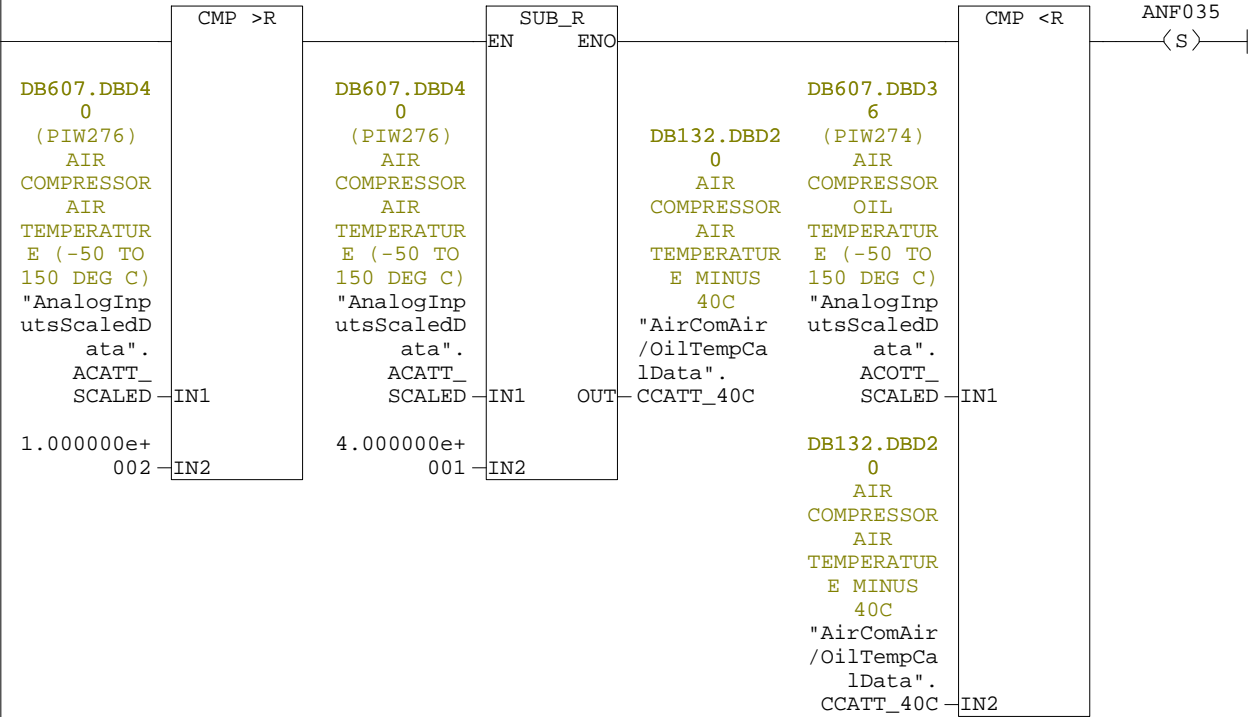 CMP >R
IN1
IN2
DB607.DBD4
0
(PIW276)
AIR
COMPRESSOR
AIR
TEMPERATUR
E (-50 TO
150 DEG C)
"AnalogInp
utsScaledD
ata".
ACATT_
SCALED
1.000000e+
002
SUB_R
EN ENO
IN1 OUT
IN2
DB607.DBD4
0
(PIW276)
AIR
COMPRESSOR
AIR
TEMPERATUR
E (-50 TO
150 DEG C)
"AnalogInp
utsScaledD
ata".
ACATT_
SCALED
4.000000e+
001
DB132.DBD2
0
AIR
COMPRESSOR
AIR
TEMPERATUR
E MINUS
40C
"AirComAir
/OilTempCa
lData".
CCATT_40C
CMP <R
IN1
IN2
DB607.DBD3
6
(PIW274)
AIR
COMPRESSOR
OIL
TEMPERATUR
E (-50 TO
150 DEG C)
"AnalogInp
utsScaledD
ata".
ACOTT_
SCALED
DB132.DBD2
0
AIR
COMPRESSOR
AIR
TEMPERATUR
E MINUS
40C
"AirComAir
/OilTempCa
lData".
CCATT_40C
ANF035
(S)